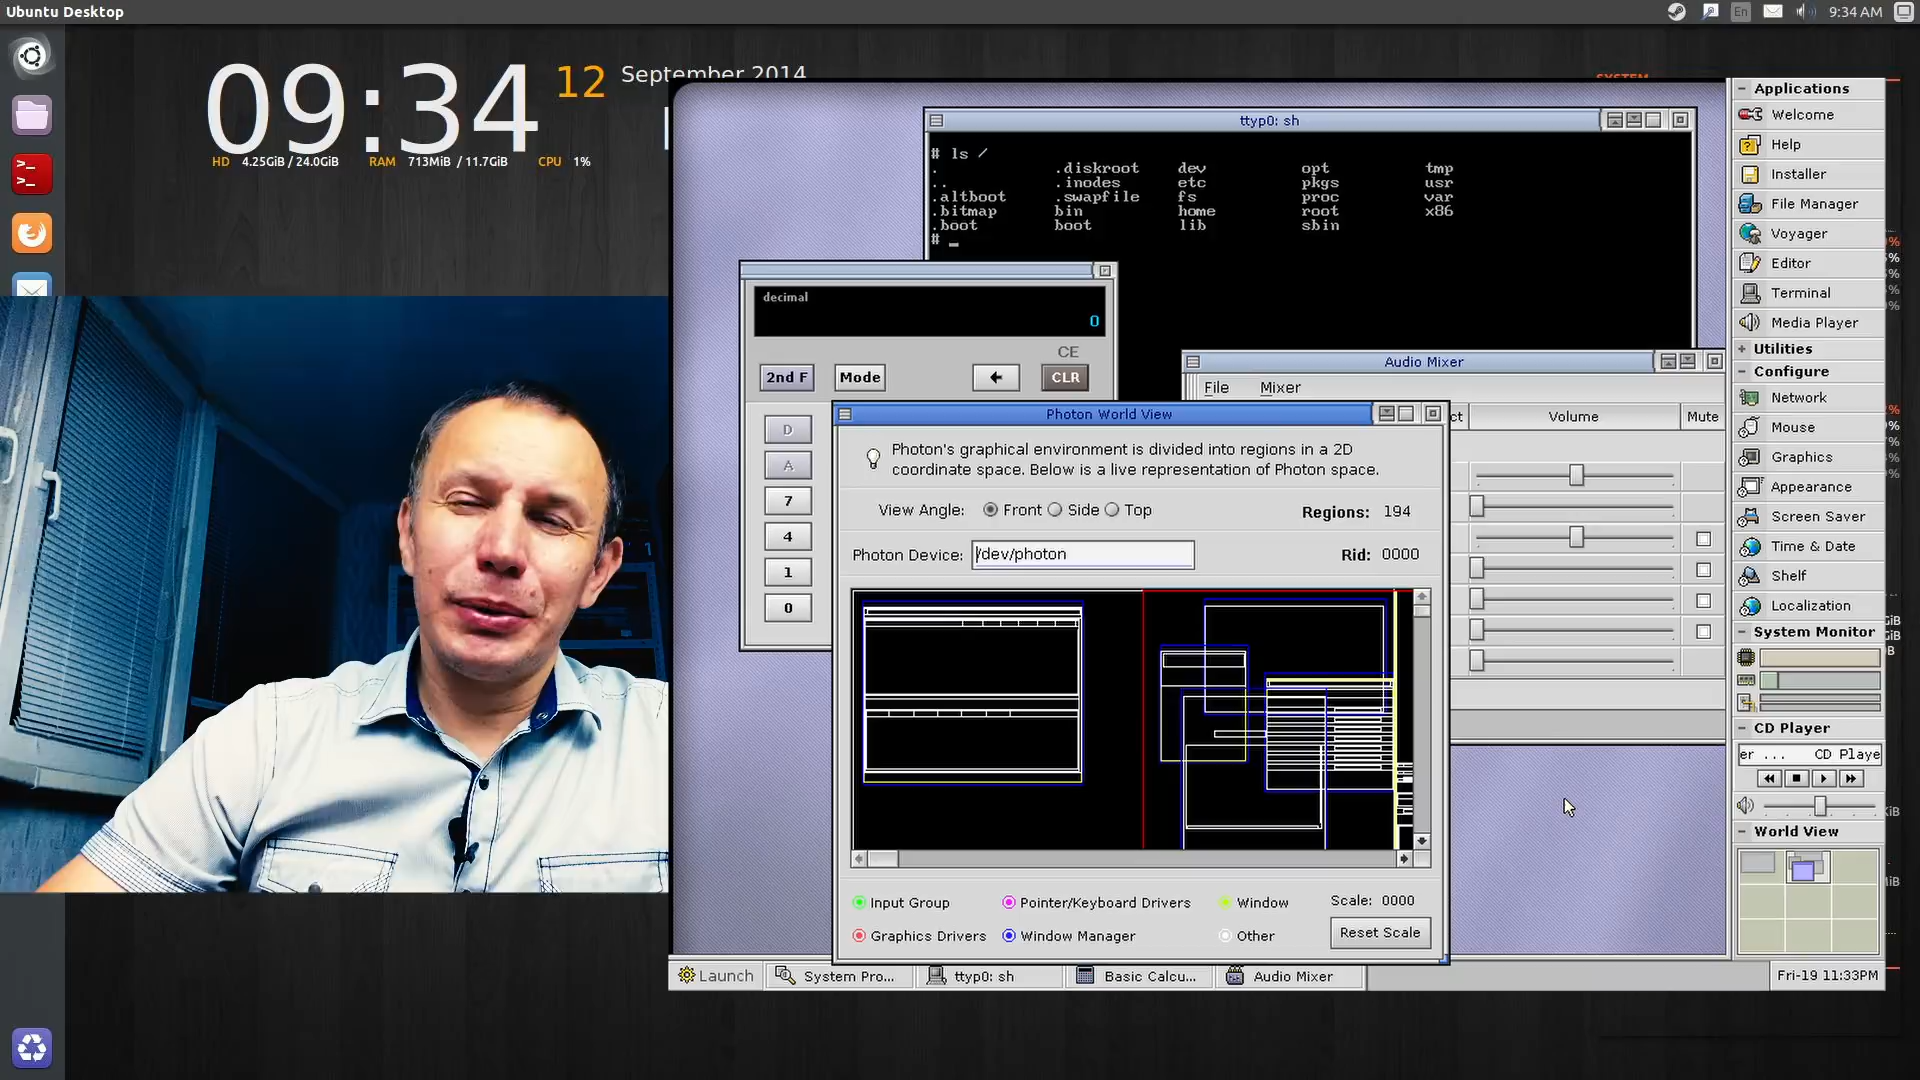 Ubuntu Desktop
En
9:34 AM
09:34
12
September 2014
HD 4.25GiB / 24.0GiB RAM 713MiB / 11.7GiB CPU 1%
ttyp0: sh
# ls /
. .diskroot dev opt tmp
.. .inodes etc pkgs usr
.altboot .swapfile fs proc var
.bitmap bin home root x86
.boot boot lib sbin
# _
decimal
0
CE
2nd F
Mode
CLR
D
A
7
4
1
0
Audio Mixer
File Mixer
Volume Mute
Photon World View
Photon's graphical environment is divided into regions in a 2D
coordinate space. Below is a live representation of Photon space.
View Angle: Front Side Top Regions: 194
Photon Device: /dev/photon Rid: 0000
Input Group Pointer/Keyboard Drivers Window Scale: 0000
Graphics Drivers Window Manager Other Reset Scale
Applications
Welcome
Help
Installer
File Manager
Voyager
Editor
Terminal
Media Player
Utilities
Configure
Network
Mouse
Graphics
Appearance
Screen Saver
Time & Date
Shelf
Localization
System Monitor
CD Player
er ... CD Playe
World View
Launch System Pro... ttyp0: sh Basic Calcu... Audio Mixer Fri-19 11:33PM